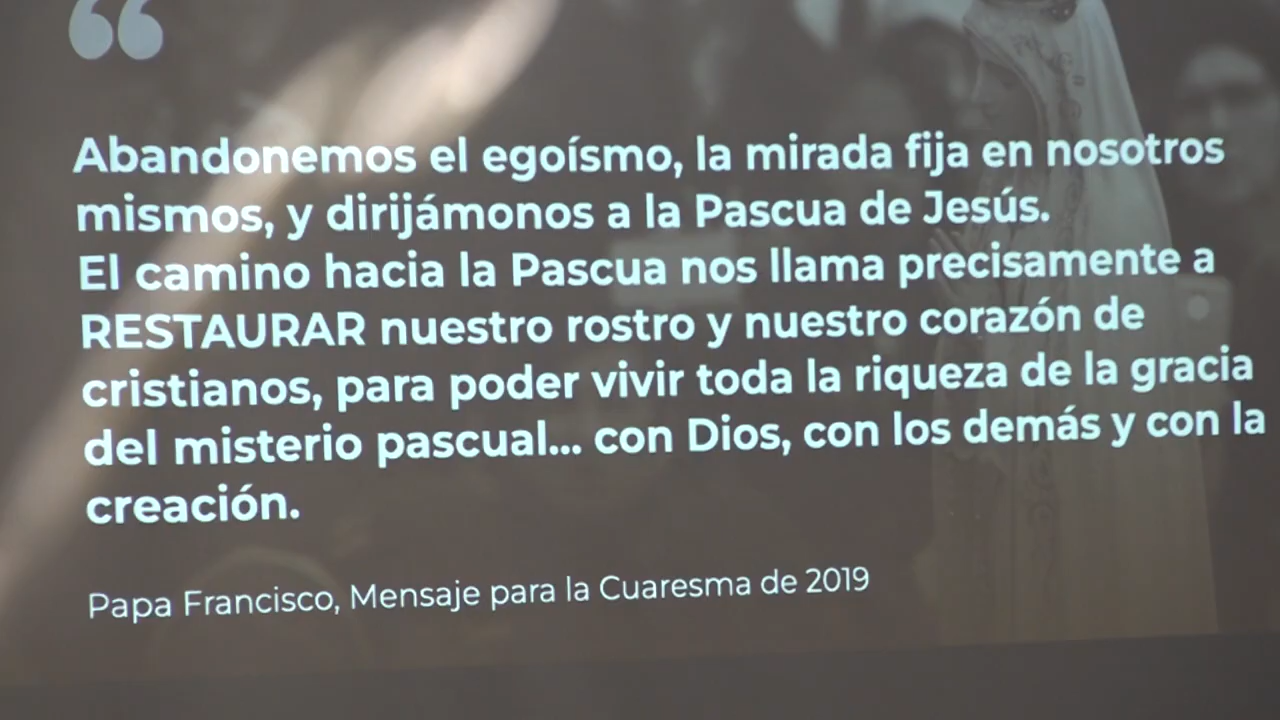 “
Abandonemos el egoísmo, la mirada fija en nosotros
mismos, y dirijámonos a la Pascua de Jesús.
El camino hacia la Pascua nos llama precisamente a
RESTAURAR nuestro rostro y nuestro corazón de
cristianos, para poder vivir toda la riqueza de la gracia
del misterio pascual... con Dios, con los demás y con la
creación.
Papa Francisco, Mensaje para la Cuaresma de 2019